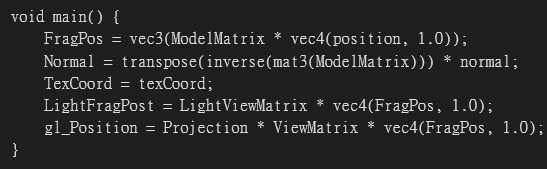 void main() {
    FragPos = vec3(ModelMatrix * vec4(position, 1.0));
    Normal = transpose(inverse(mat3(ModelMatrix))) * normal;
    TexCoord = texCoord;
    LightFragPost = LightViewMatrix * vec4(FragPos, 1.0);
    gl_Position = Projection * ViewMatrix * vec4(FragPos, 1.0);
}